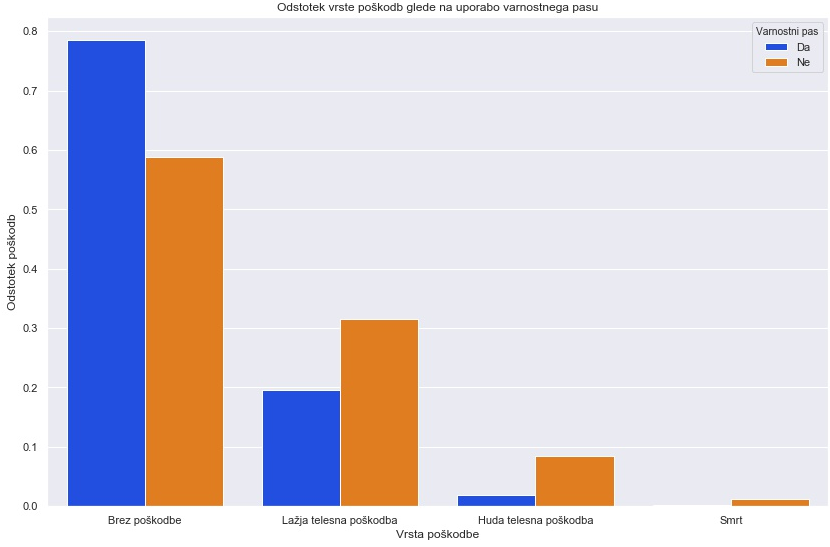 Odstotek vrste poškodb glede na uporabo varnostnega pasu
Varnostni pas
Da
Ne
Odstotek poškodb
0.8
0.7
0.6
0.5
0.4
0.3
0.2
0.1
0.0
Brez poškodbe
Lažja telesna poškodba
Huda telesna poškodba
Smrt
Vrsta poškodbe